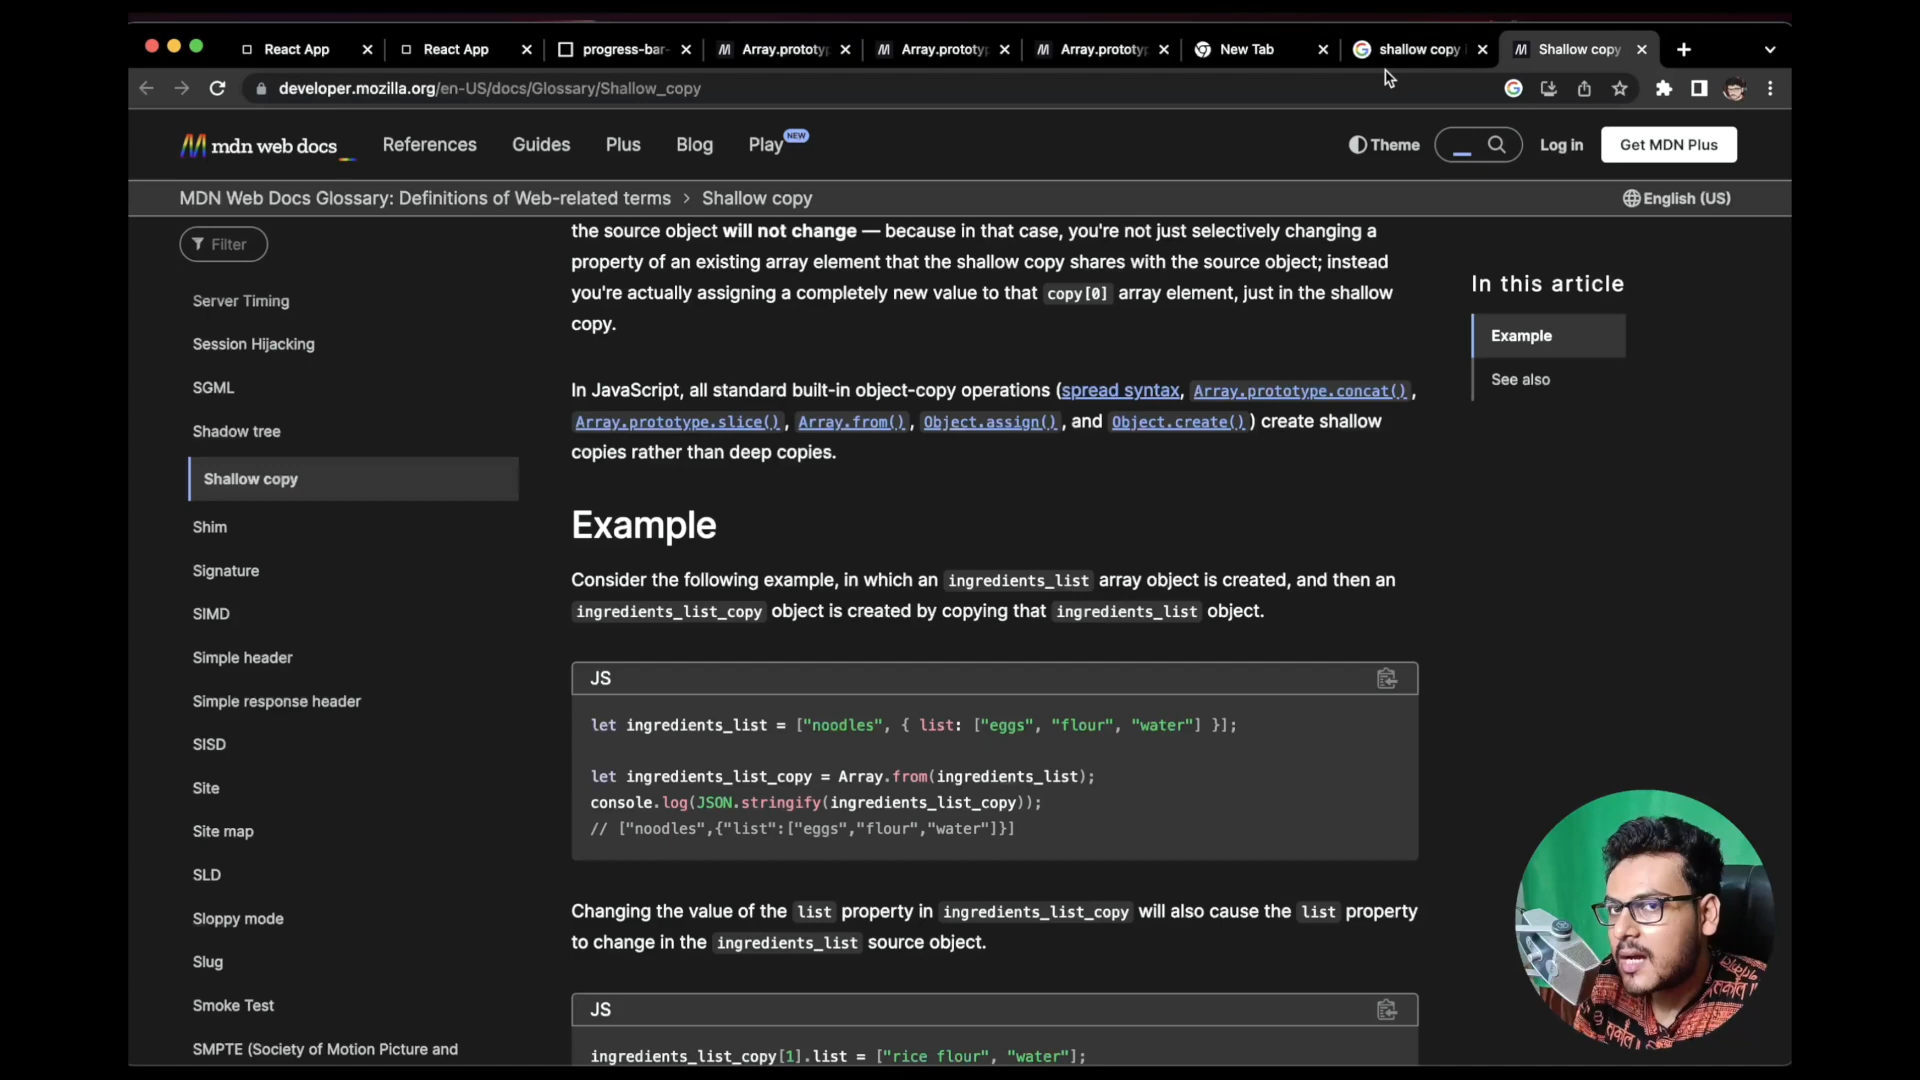 React App
React App
progress-bar-
Array.prototyp
Array.prototyp
Array.prototyp
New Tab
shallow copy
Shallow copy
developer.mozilla.org/en-US/docs/Glossary/Shallow_copy
mdn web docs
References
Guides
Plus
Blog
Play
NEW
Theme
Log in
Get MDN Plus
MDN Web Docs Glossary: Definitions of Web-related terms > Shallow copy
English (US)
Filter
Server Timing
Session Hijacking
SGML
Shadow tree
Shallow copy
Shim
Signature
SIMD
Simple header
Simple response header
SISD
Site
Site map
SLD
Sloppy mode
Slug
Smoke Test
SMPTE (Society of Motion Picture and
the source object will not change — because in that case, you're not just selectively changing a
property of an existing array element that the shallow copy shares with the source object; instead
you're actually assigning a completely new value to that copy[0] array element, just in the shallow
copy.
In JavaScript, all standard built-in object-copy operations (spread syntax, Array.prototype.concat(),
Array.prototype.slice(), Array.from(), Object.assign(), and Object.create()) create shallow
copies rather than deep copies.
Example
Consider the following example, in which an ingredients_list array object is created, and then an
ingredients_list_copy object is created by copying that ingredients_list object.
JS
let ingredients_list = ["noodles", { list: ["eggs", "flour", "water"] }];
let ingredients_list_copy = Array.from(ingredients_list);
console.log(JSON.stringify(ingredients_list_copy));
// ["noodles",{"list":["eggs","flour","water"]}]
Changing the value of the list property in ingredients_list_copy will also cause the list property
to change in the ingredients_list source object.
JS
ingredients_list_copy[1].list = ["rice flour", "water"];
In this article
Example
See also